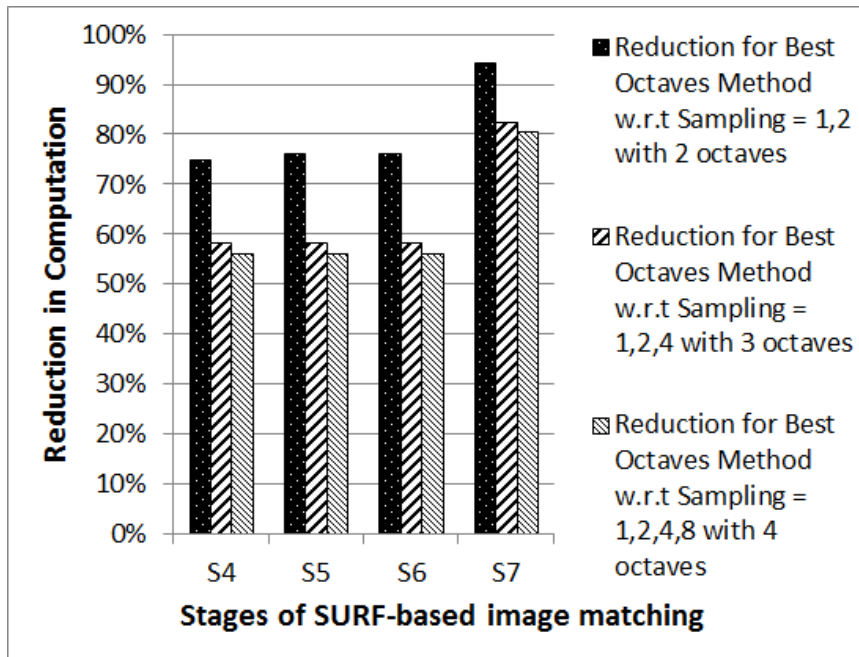 100%
90%
80%
70%
60%
50%
40%
30%
20%
10%
0%
Reduction in Computation
S4 S5 S6 S7
Stages of SURF-based image matching
Reduction for Best
Octaves Method
w.r.t Sampling = 1,2
with 2 octaves
Reduction for Best
Octaves Method
w.r.t Sampling =
1,2,4 with 3 octaves
Reduction for Best
Octaves Method
w.r.t Sampling =
1,2,4,8 with 4
octaves